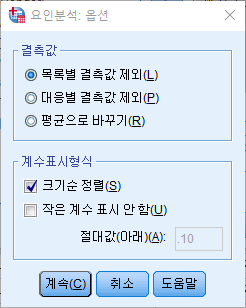 요인분석: 옵션
결측값
목록별 결측값 제외(L)
대응별 결측값 제외(P)
평균으로 바꾸기(R)
계수표시형식
크기순 정렬(S)
작은 계수 표시 안 함(U)
절대값(아래)(A): .10
계속(C) 취소 도움말